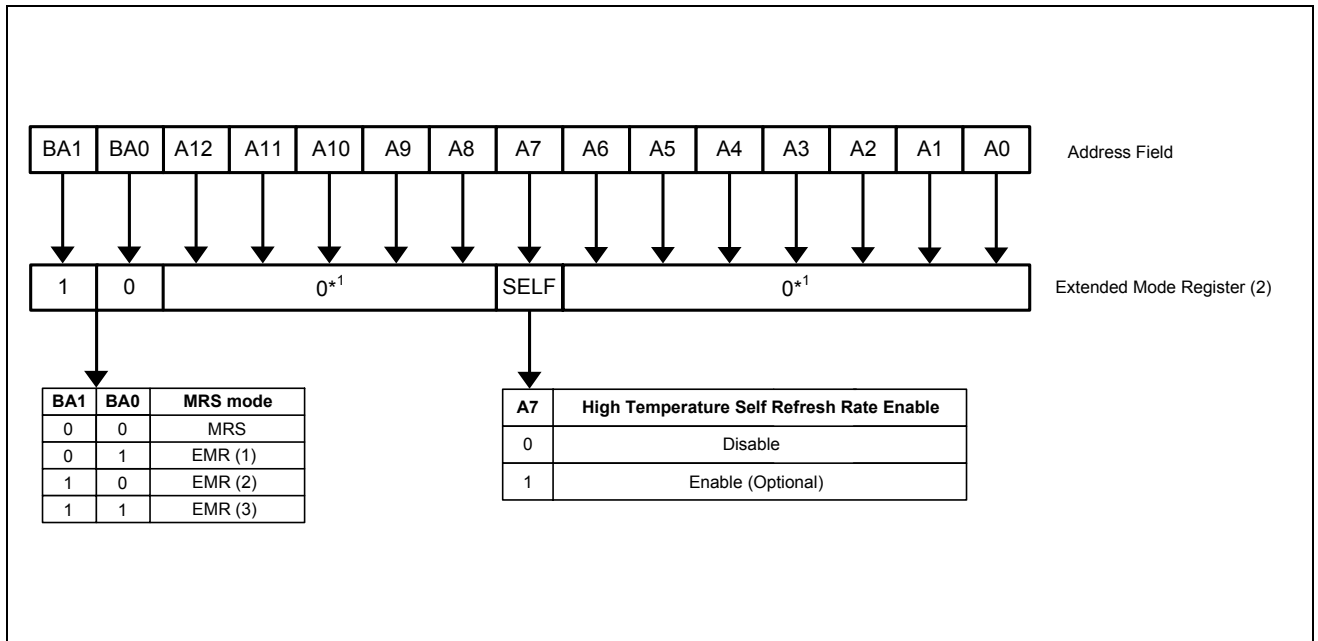 BA1 BA0 A12 A11 A10 A9 A8 A7 A6 A5 A4 A3 A2 A1 A0 Address Field
1 0 0*1 SELF 0*1 Extended Mode Register (2)
BA1 BA0 MRS mode
0 0 MRS
0 1 EMR (1)
1 0 EMR (2)
1 1 EMR (3)
A7 High Temperature Self Refresh Rate Enable
0 Disable
1 Enable (Optional)